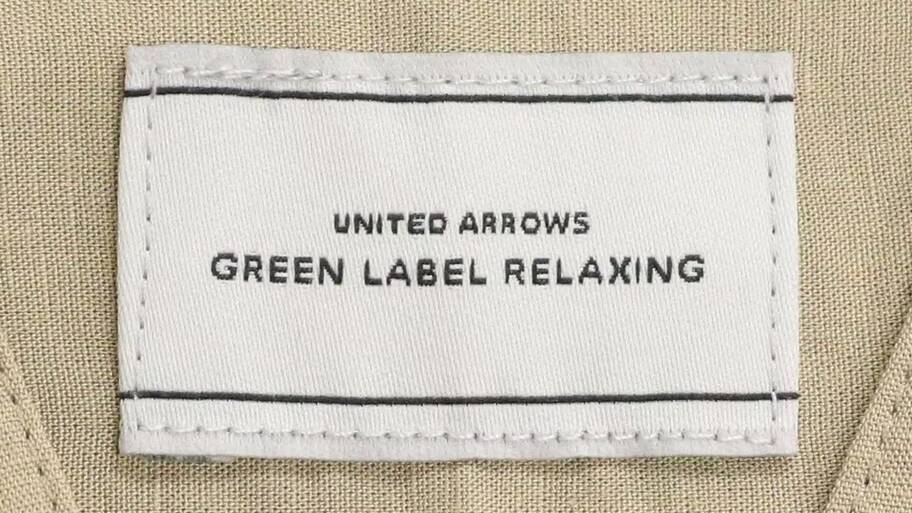 UNITED ARROWS
GREEN LABEL RELAXING